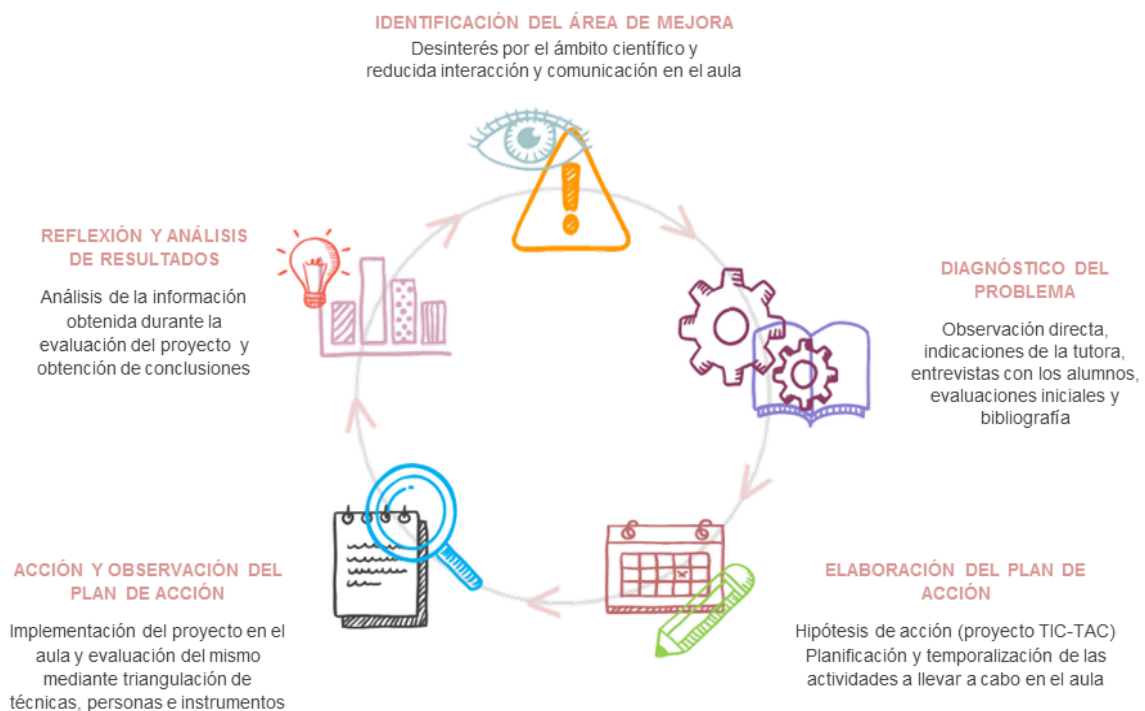 IDENTIFICACIÓN DEL ÁREA DE MEJORA
Desinterés por el ámbito científico y
reducida interacción y comunicación en el aula
DIAGNÓSTICO DEL
PROBLEMA
Observación directa,
indicaciones de la tutora,
entrevistas con los alumnos,
evaluaciones iniciales y
bibliografía
ELABORACIÓN DEL PLAN DE
ACCIÓN
Hipótesis de acción (proyecto TIC-TAC)
Planificación y temporalización de las
actividades a llevar a cabo en el aula
ACCIÓN Y OBSERVACIÓN DEL
PLAN DE ACCIÓN
Implementación del proyecto en el
aula y evaluación del mismo
mediante triangulación de
técnicas, personas e instrumentos
REFLEXIÓN Y ANÁLISIS
DE RESULTADOS
Análisis de la información
obtenida durante la
evaluación del proyecto y
obtención de conclusiones